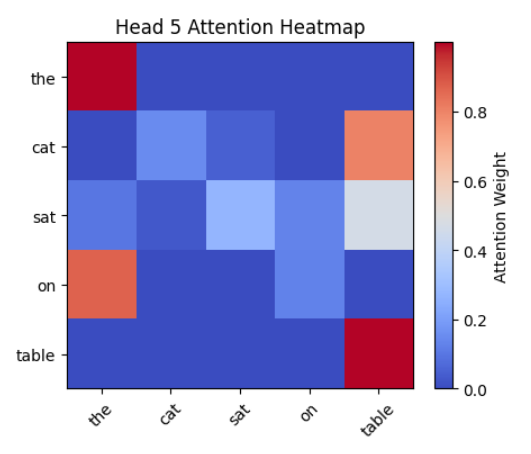 Head 5 Attention Heatmap
the
cat
sat
on
table
the
cat
sat
on
table
0.8
0.6
0.4
0.2
0.0
Attention Weight